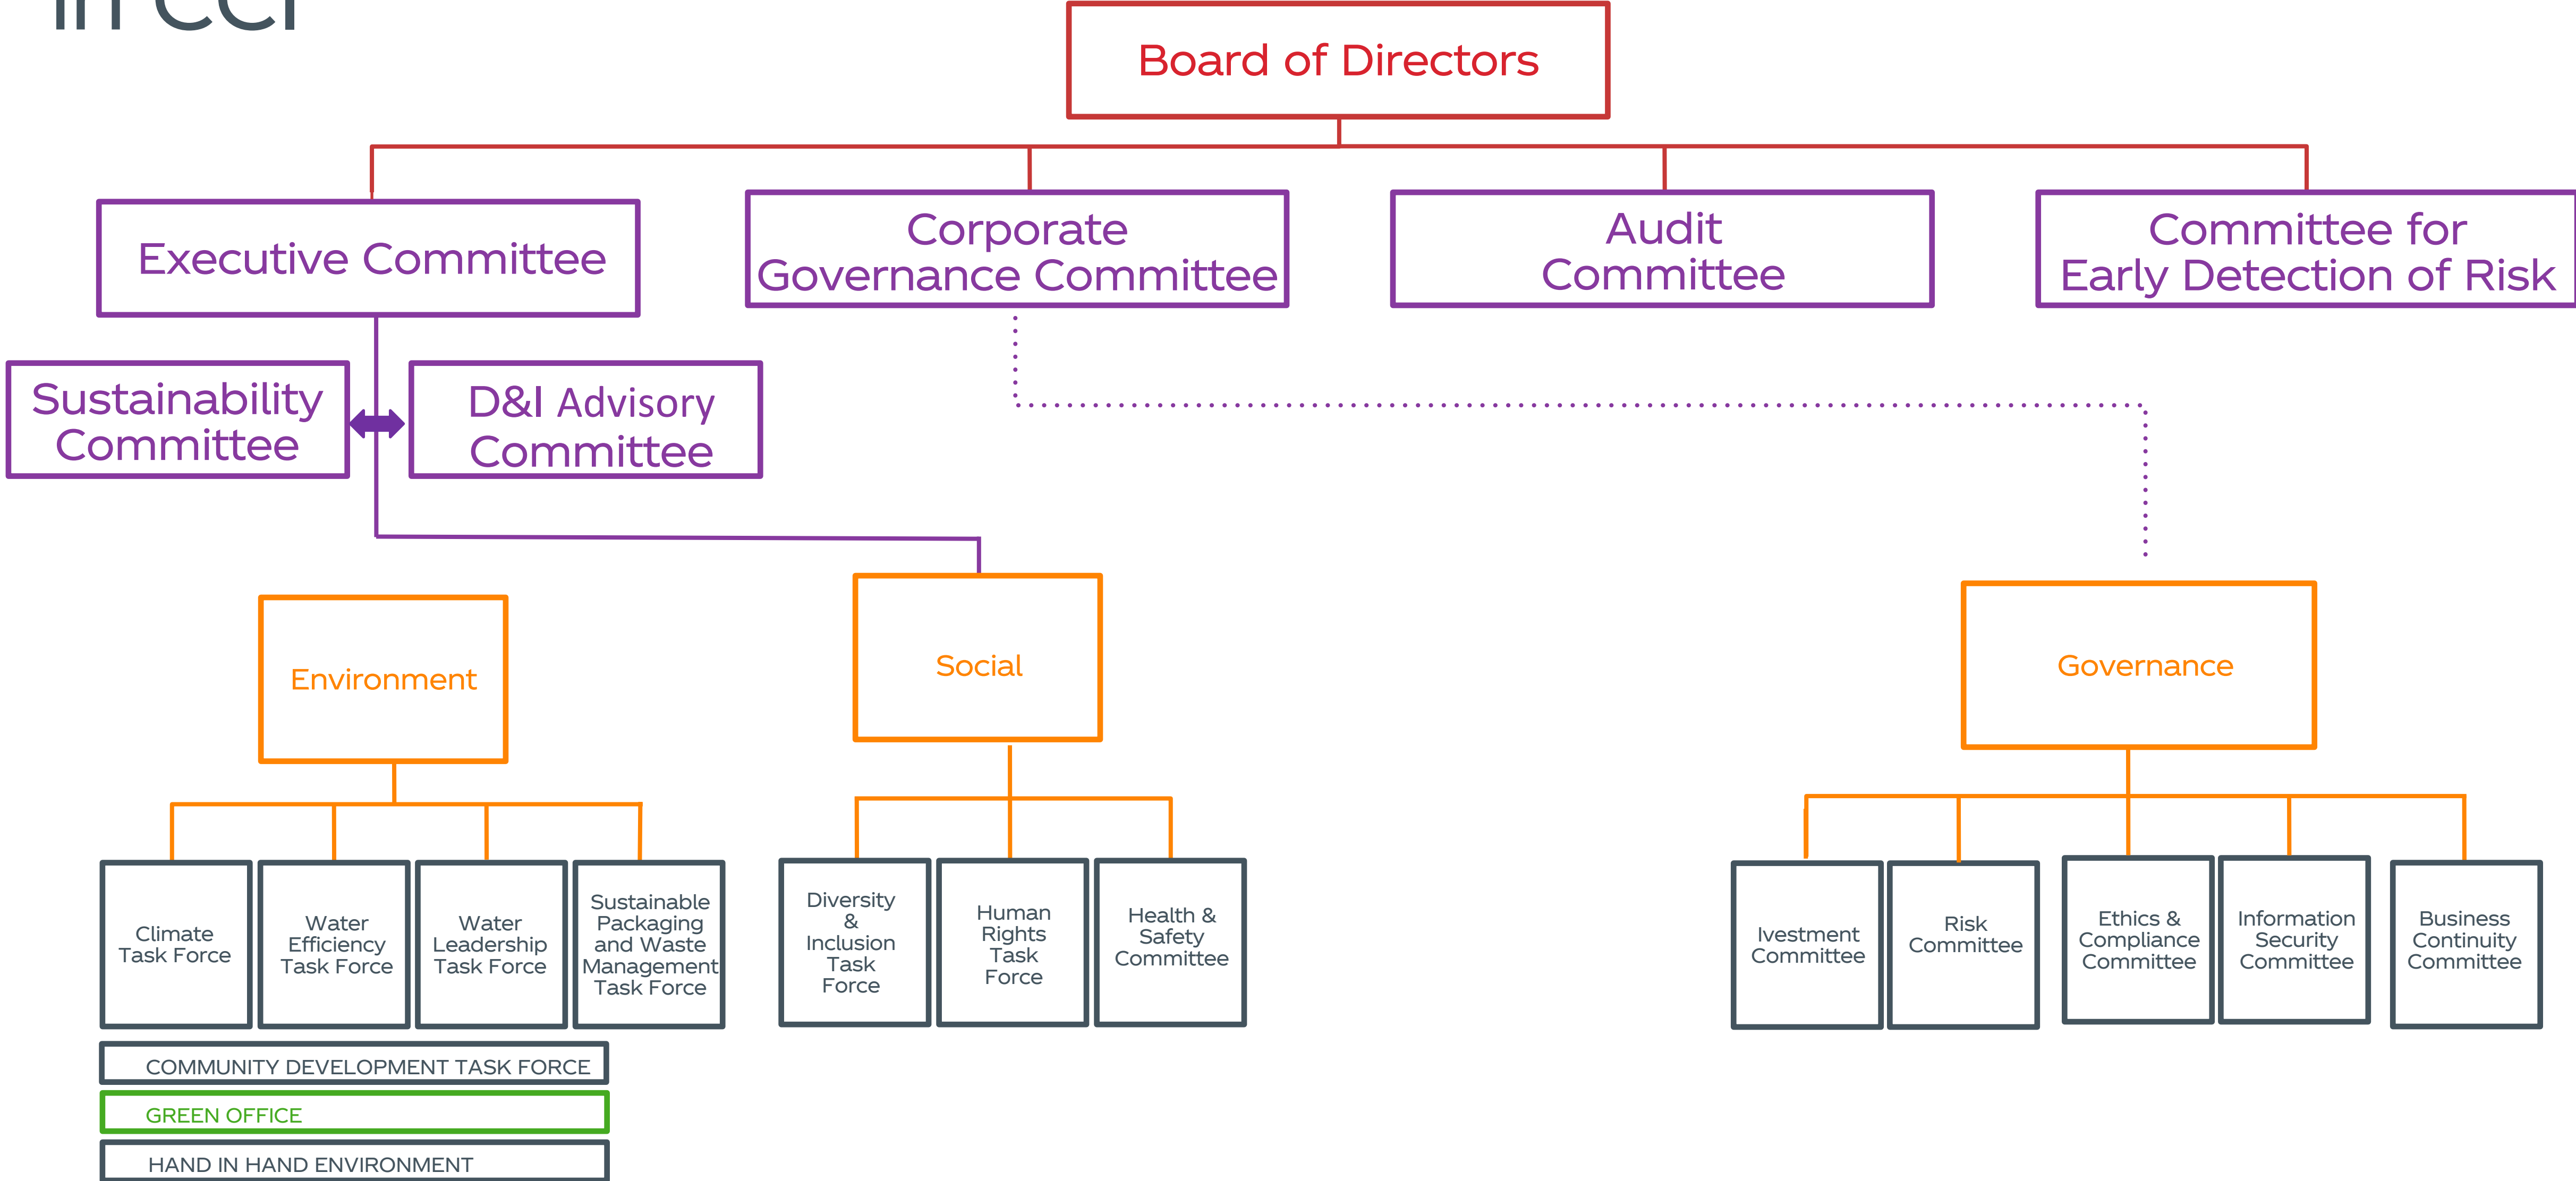 in CCI
Board of Directors
Executive Committee
Corporate
Governance Committee
Audit
Committee
Committee for
Early Detection of Risk
Sustainability
Committee
D&I Advisory
Committee
Environment
Social
Governance
Climate
Task Force
Water
Efficiency
Task Force
Water
Leadership
Task Force
Sustainable
Packaging
and Waste
Management
Task Force
Diversity
&
Inclusion
Task
Force
Human
Rights
Task
Force
Health &
Safety
Committee
Ivestment
Committee
Risk
Committee
Ethics &
Compliance
Committee
Information
Security
Committee
Business
Continuity
Committee
COMMUNITY DEVELOPMENT TASK FORCE
GREEN OFFICE
HAND IN HAND ENVIRONMENT